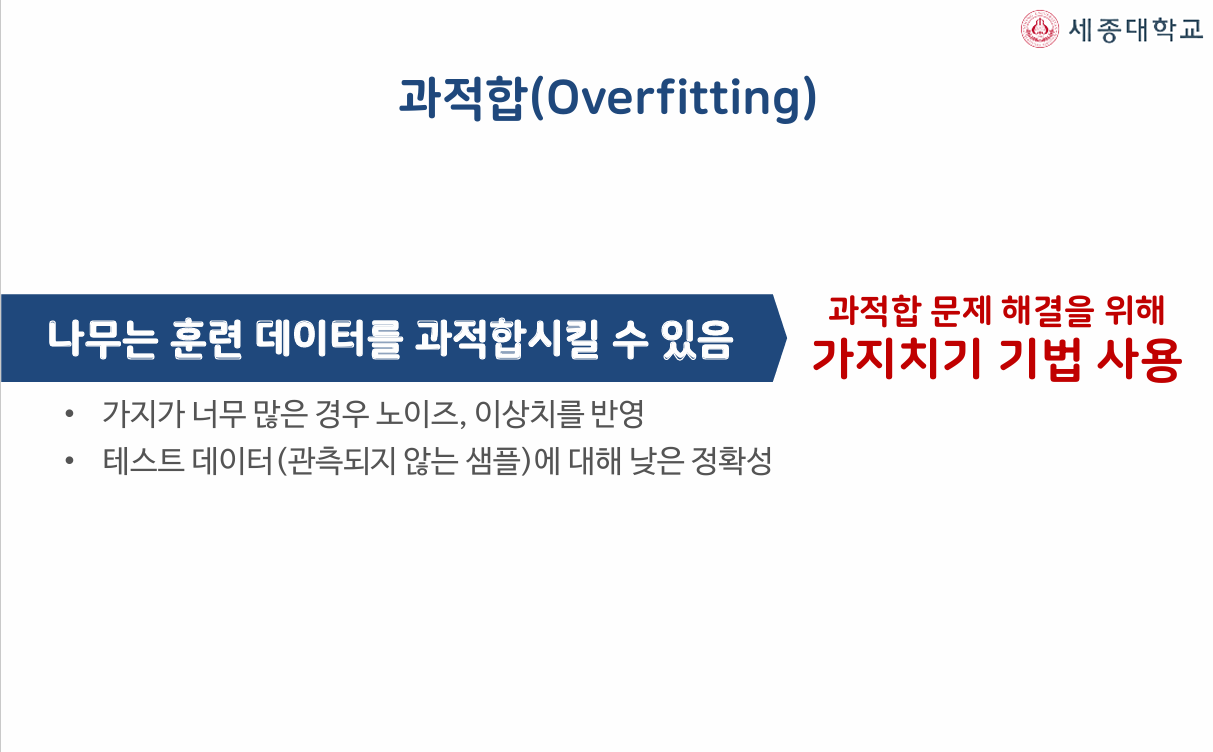 세종대학교
과적합(Overfitting)
나무는 훈련 데이터를 과적합시킬 수 있음
과적합 문제 해결을 위해
가지치기 기법 사용
• 가지가 너무 많은 경우 노이즈, 이상치를 반영
• 테스트 데이터(관측되지 않는 샘플)에 대해 낮은 정확성